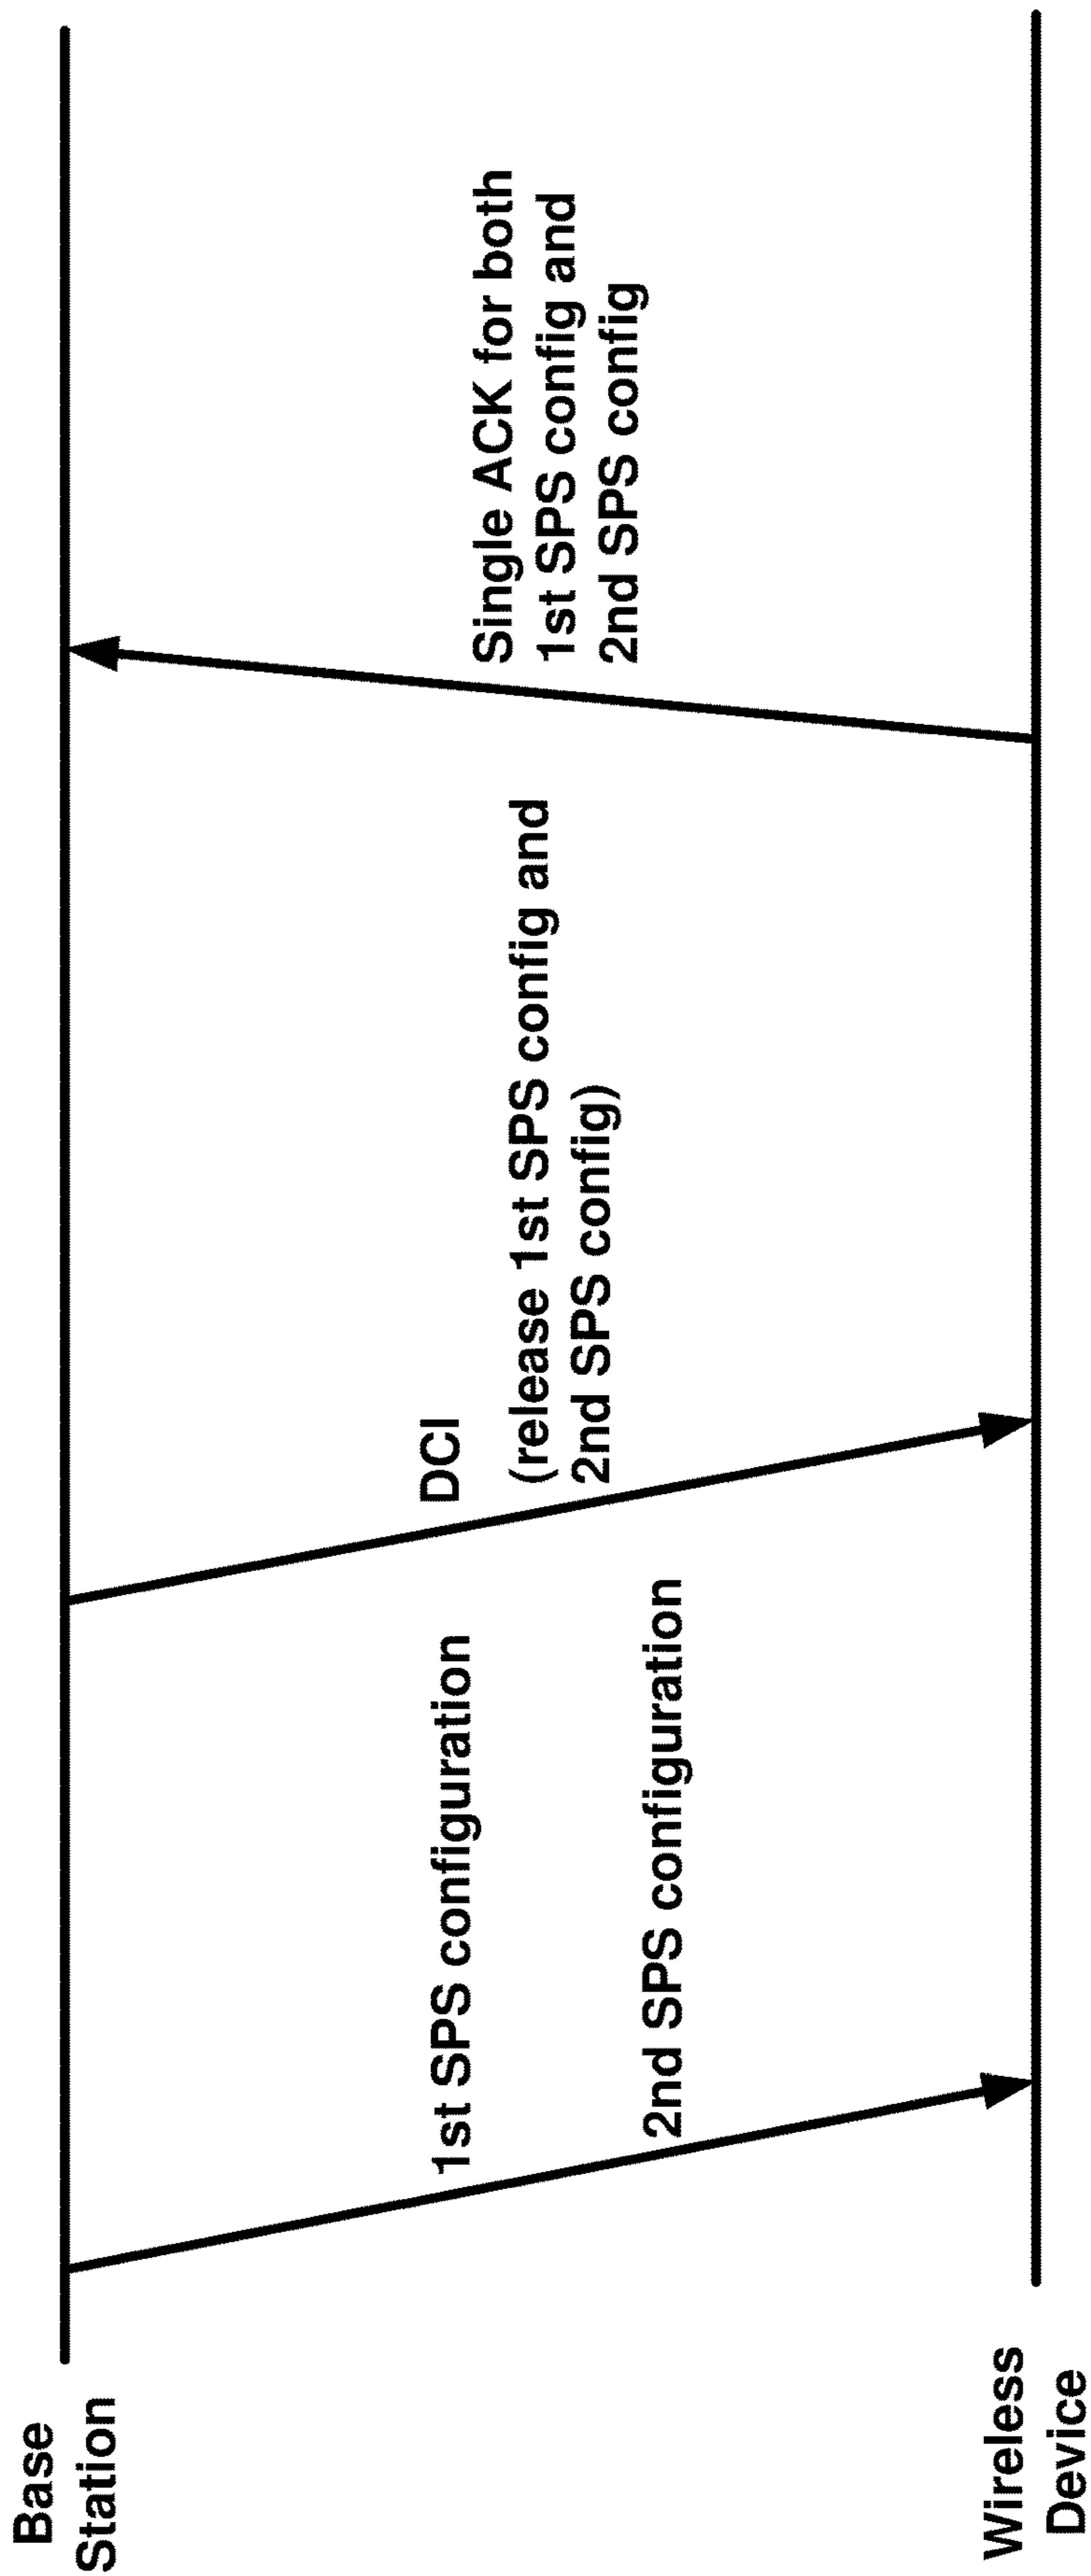 Base
Station
Wireless
Device
1st SPS configuration
2nd SPS configuration
DCI
(release 1st SPS config and
2nd SPS config)
Single ACK for both
1st SPS config and
2nd SPS config